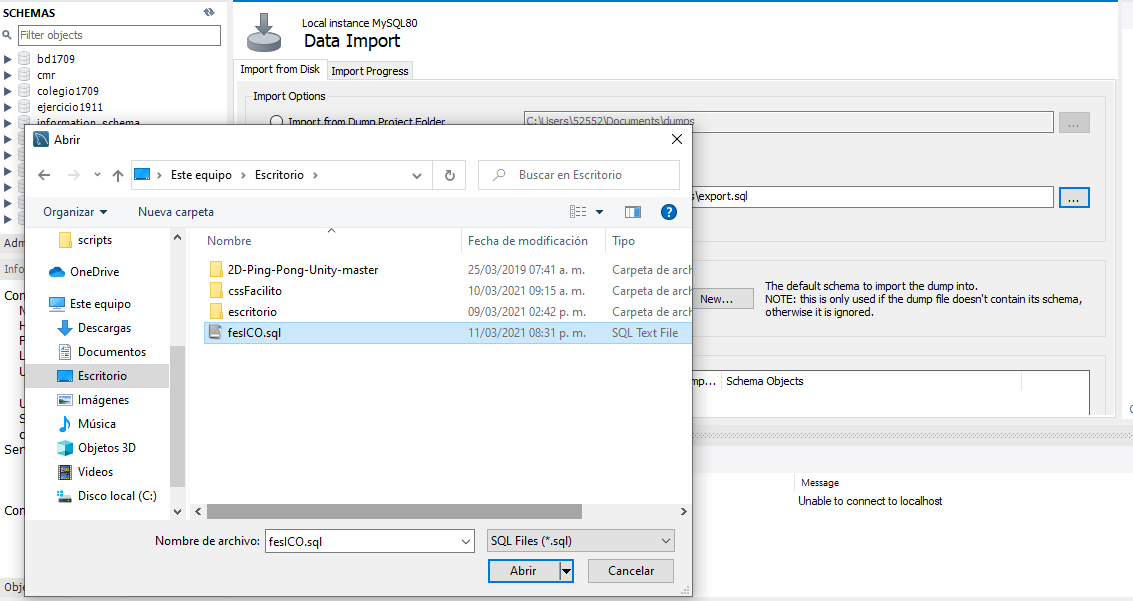 SCHEMAS
Filter objects
bd1709
cmr
colegio1709
ejercicio1911
information_schema
Local instance MySQL80
Data Import
Import from Disk
Import Progress
Import Options
Import from Dump Project Folder
C:\Users\52552\Documents\dumps
...
s\export.sql
...
New...
The default schema to import the dump into.
NOTE: this is only used if the dump file doesn't contain its schema,
otherwise it is ignored.
Schema Objects
Message
Unable to connect to localhost
Abrir
Este equipo
Escritorio
Buscar en Escritorio
Organizar
Nueva carpeta
scripts
OneDrive
Este equipo
Descargas
Documentos
Escritorio
Imágenes
Música
Objetos 3D
Videos
Disco local (C:)
Nombre Fecha de modificación Tipo
2D-Ping-Pong-Unity-master 25/03/2019 07:41 a. m. Carpeta de arch
cssFacilito 10/03/2021 09:15 a. m. Carpeta de arch
escritorio 09/03/2021 02:42 p. m. Carpeta de arch
fesICO.sql 11/03/2021 08:31 p. m. SQL Text File
Nombre de archivo: fesICO.sql
SQL Files (*.sql)
Abrir
Cancelar